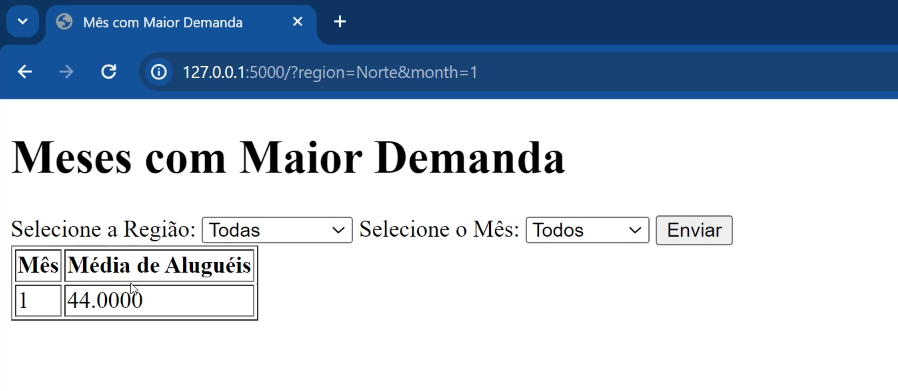 Mês com Maior Demanda
127.0.0.1:5000/?region=Norte&month=1
Meses com Maior Demanda
Selecione a Região: Todas Selecione o Mês: Todos Enviar
Mês Média de Aluguéis
1 44.0000